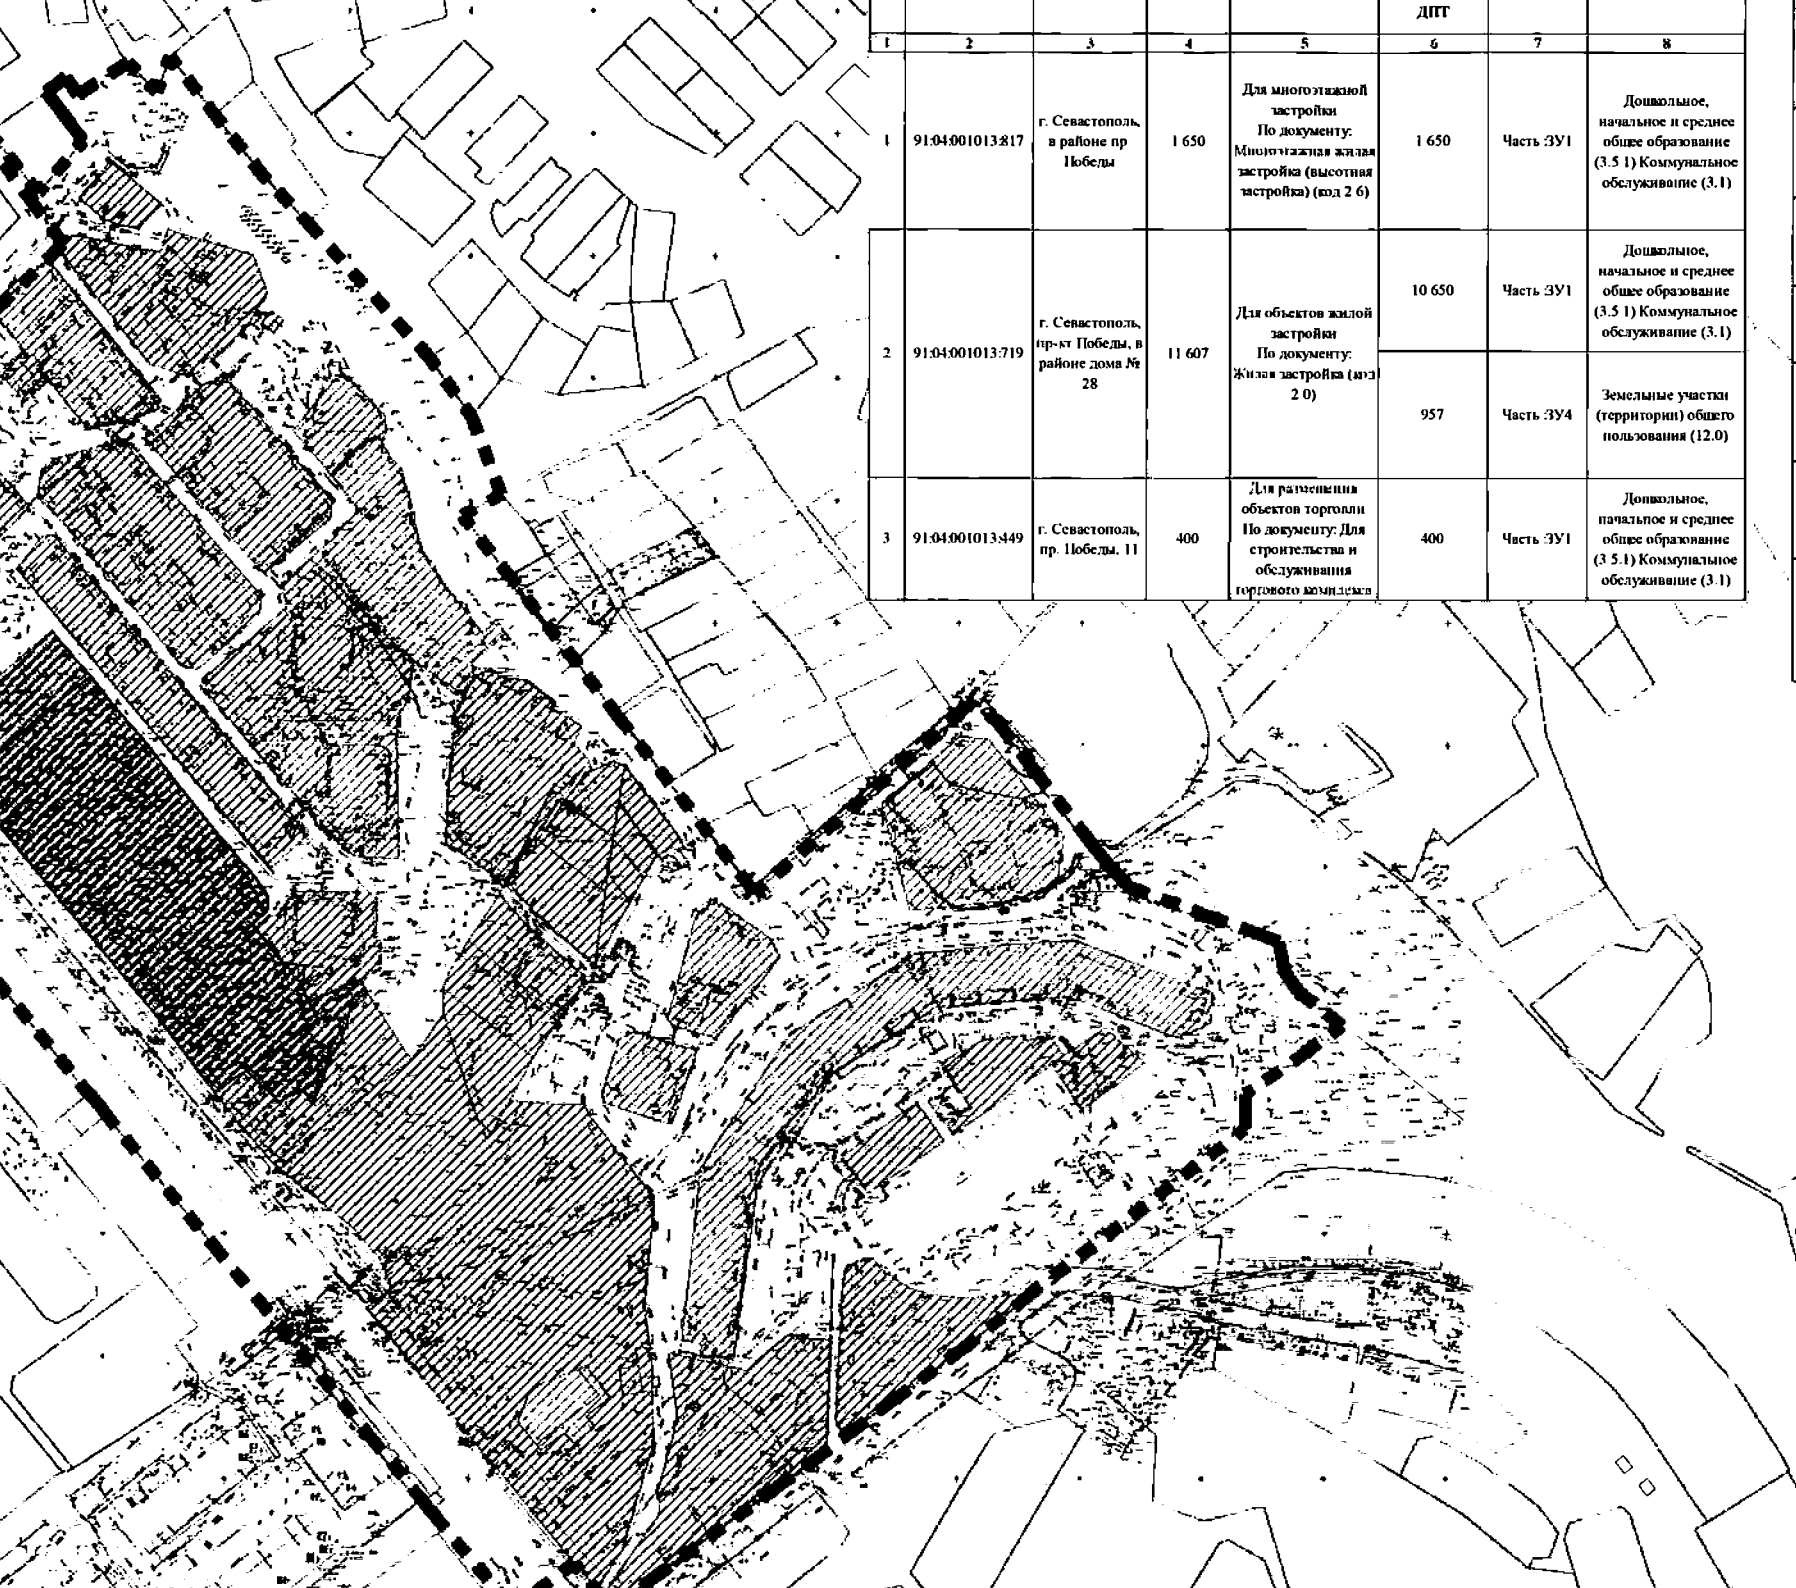 ДПТ
1 2 3 4 5 6 7 8
1
91:04:001013:817
г. Севастополь,
в районе пр
Победы
1 650
Для многоэтажной
застройки
По документу:
Многоэтажная жилая
застройка (высотная
застройка) (код 2 6)
1 650
Часть :ЗУ1
Дошкольное,
начальное и среднее
общее образование
(3.5 1) Коммунальное
обслуживание (3.1)
2
91:04:001013:719
г. Севастополь,
пр-кт Победы, в
районе дома №
28
11 607
Для объектов жилой
застройки
По документу:
Жилая застройка (код
2 0)
10 650
Часть :ЗУ1
Дошкольное,
начальное и среднее
общее образование
(3.5 1) Коммунальное
обслуживание (3.1)
957
Часть :ЗУ4
Земельные участки
(территории) общего
пользования (12.0)
3
91:04:001013:449
г. Севастополь,
пр. Победы, 11
400
Для размещения
объектов торговли
По документу: Для
строительства и
обслуживания
торгового комплекса
400
Часть :ЗУ1
Дошкольное,
начальное и среднее
общее образование
(3 5.1) Коммунальное
обслуживание (3.1)